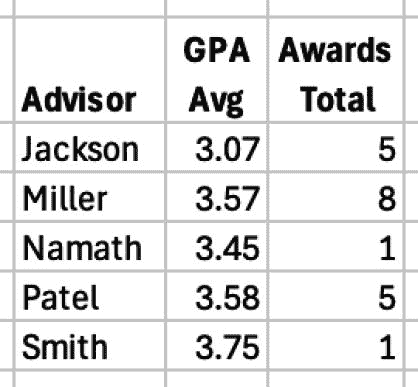 GPA Awards
Advisor Avg Total
Jackson 3.07 5
Miller 3.57 8
Namath 3.45 1
Patel 3.58 5
Smith 3.75 1